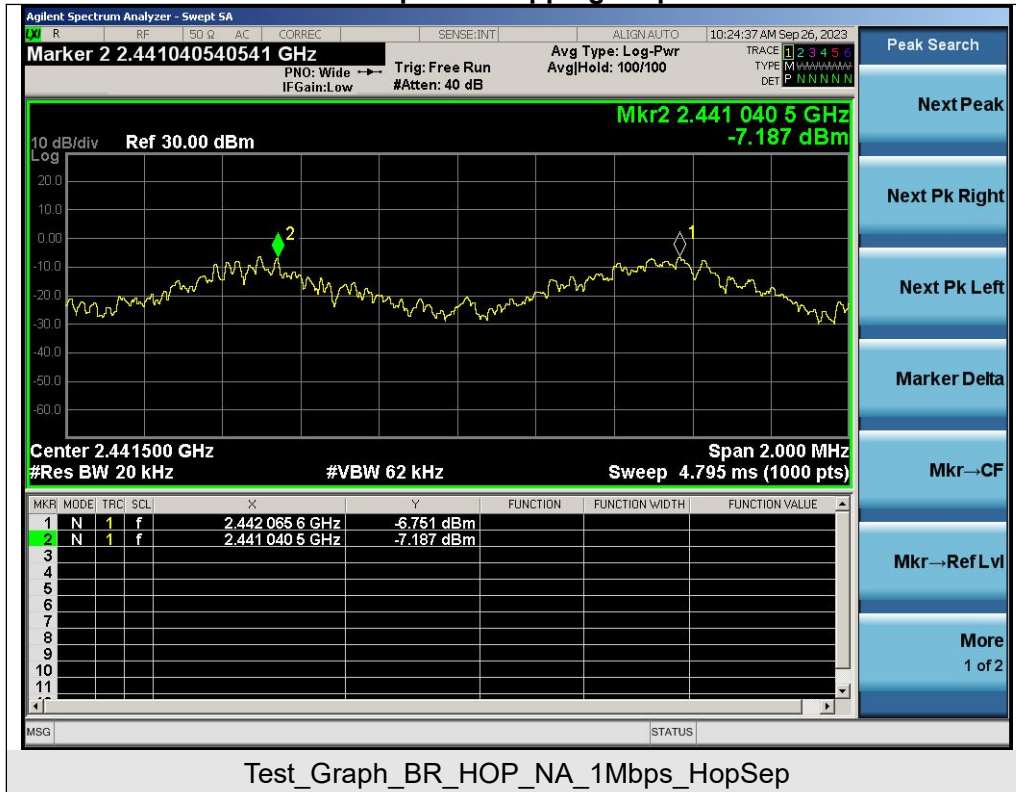 Agilent Spectrum Analyzer - Swept SA
LXI R RF 50 Ω AC CORREC SENSE:INT ALIGN AUTO 10:24:37 AM Sep 26, 2023
Marker 2 2.441040540541 GHz
PNO: Wide
IFGain:Low
Trig: Free Run
#Atten: 40 dB
Avg Type: Log-Pwr
Avg|Hold: 100/100
TRACE 1 2 3 4 5 6
TYPE M WWWWW
DET P N N N N N
Peak Search
Next Peak
Next Pk Right
Next Pk Left
Marker Delta
Mkr→CF
Mkr→Ref Lvl
More
1 of 2
Mkr2 2.441 040 5 GHz
-7.187 dBm
10 dB/div Ref 30.00 dBm
Log
20.0
10.0
0.00
-10.0
-20.0
-30.0
-40.0
-50.0
-60.0
2
1
Center 2.441500 GHz Span 2.000 MHz
#Res BW 20 kHz #VBW 62 kHz Sweep 4.795 ms (1000 pts)
MKR MODE TRC SCL X Y FUNCTION FUNCTION WIDTH FUNCTION VALUE
1 N 1 f 2.442 065 6 GHz -6.751 dBm
2 N 1 f 2.441 040 5 GHz -7.187 dBm
3
4
5
6
7
8
9
10
11
MSG STATUS
Test_Graph_BR_HOP_NA_1Mbps_HopSep